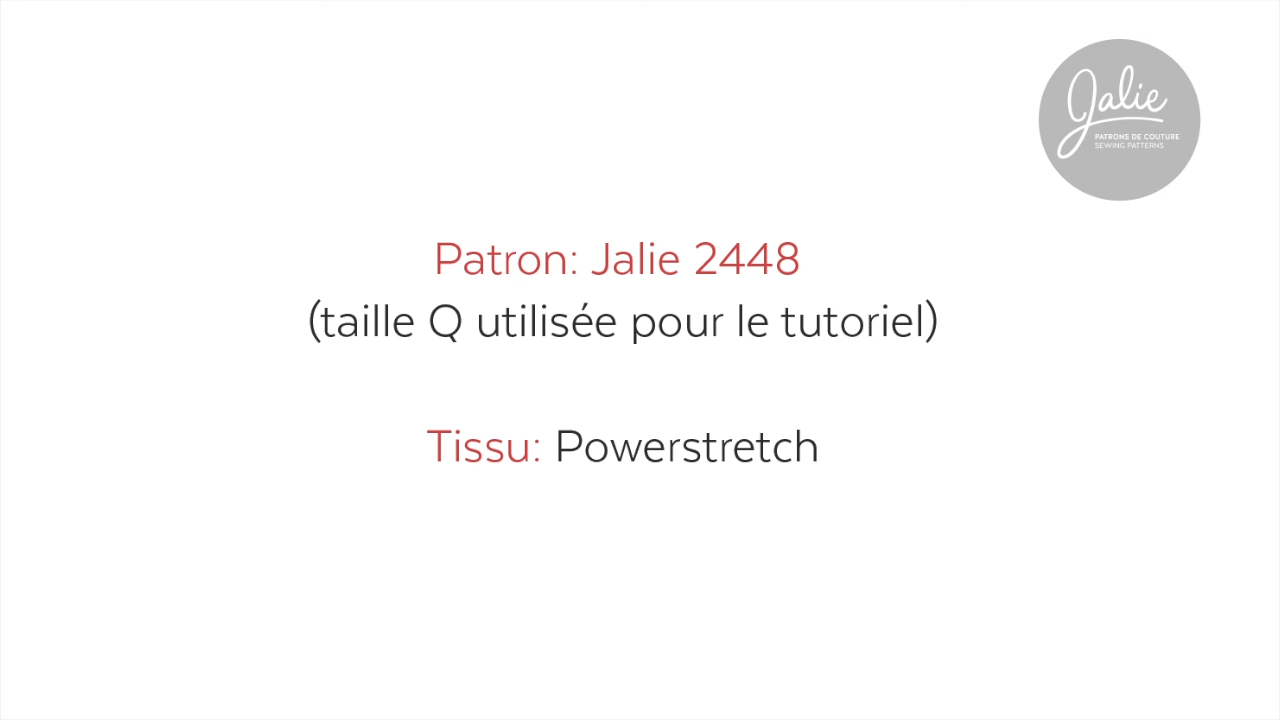 Jalie
PATRONS DE COUTURE
SEWING PATTERNS
Patron: Jalie 2448
(taille Q utilisée pour le tutoriel)
Tissu: Powerstretch